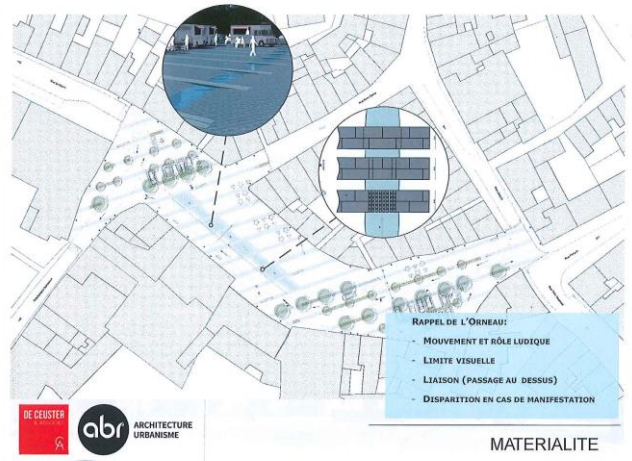 RAPPEL DE L'ORNEAU:
- MOUVEMENT ET RÔLE LUDIQUE
- LIMITE VISUELLE
- LIAISON (PASSAGE AU DESSUS)
- DISPARITION EN CAS DE MANIFESTATION
DE CEUSTER
abr
ARCHITECTURE
URBANISME
MATERIALITE